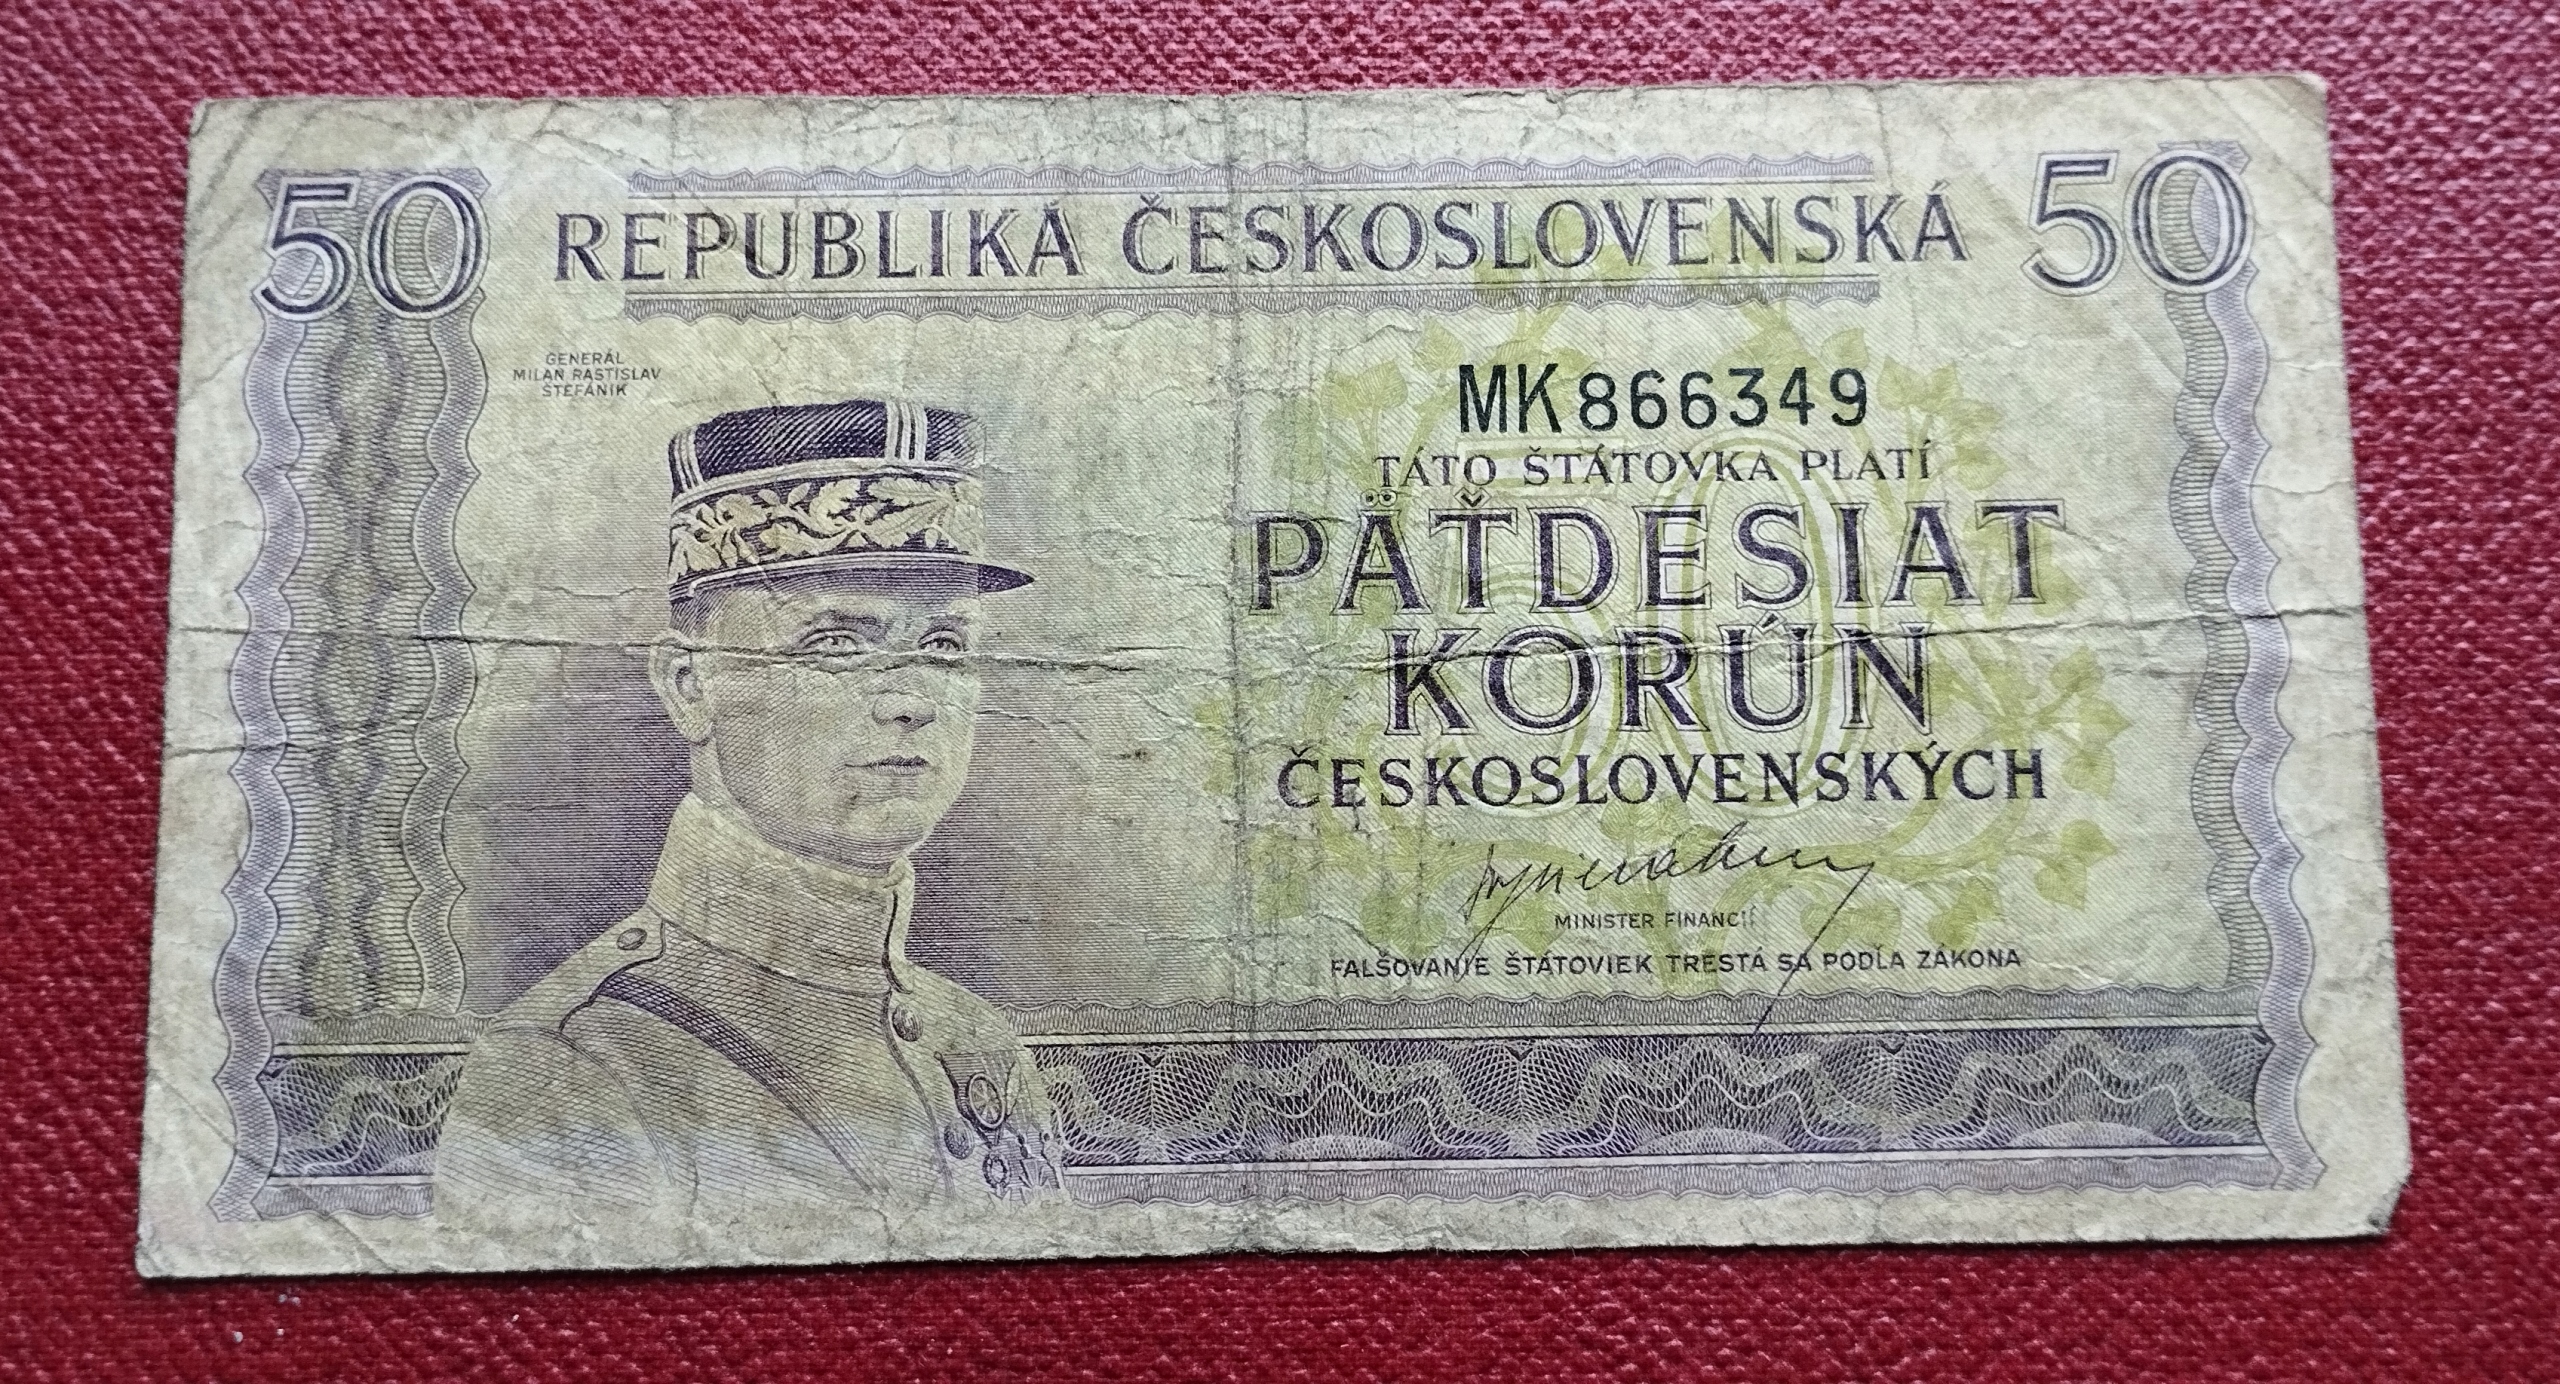 50 REPUBLIKA ČESKOSLOVENSKÁ 50
GENERÁL
MILAN RASTISLAV
ŠTEFÁNIK
MK866349
TÁTO ŠTÁTOVKA PLATÍ
PÄŤDESIAT
KORÚN
ČESKOSLOVENSKÝCH
MINISTER FINANCIÍ
FALŠOVANIE ŠTÁTOVIEK TRESTÁ SA PODĽA ZÁKONA
50